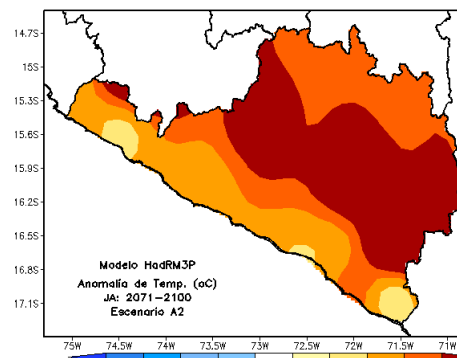 14.7S
15S
15.3S
15.6S
15.9S
16.2S
16.5S
16.8S
17.1S
Modelo HadRM3P
Anomalía de Temp. (oC)
JA: 2071-2100
Escenario A2
75W 74.5W 74W 73.5W 73W 72.5W 72W 71.5W 71W